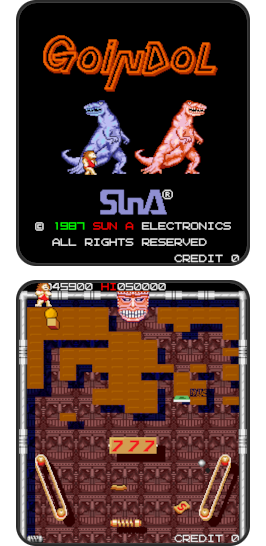 GOINDOL
SUNA®
© 1987 SUN A ELECTRONICS
ALL RIGHTS RESERVED
CREDIT 0
45900 HI 050000
777
CREDIT 0